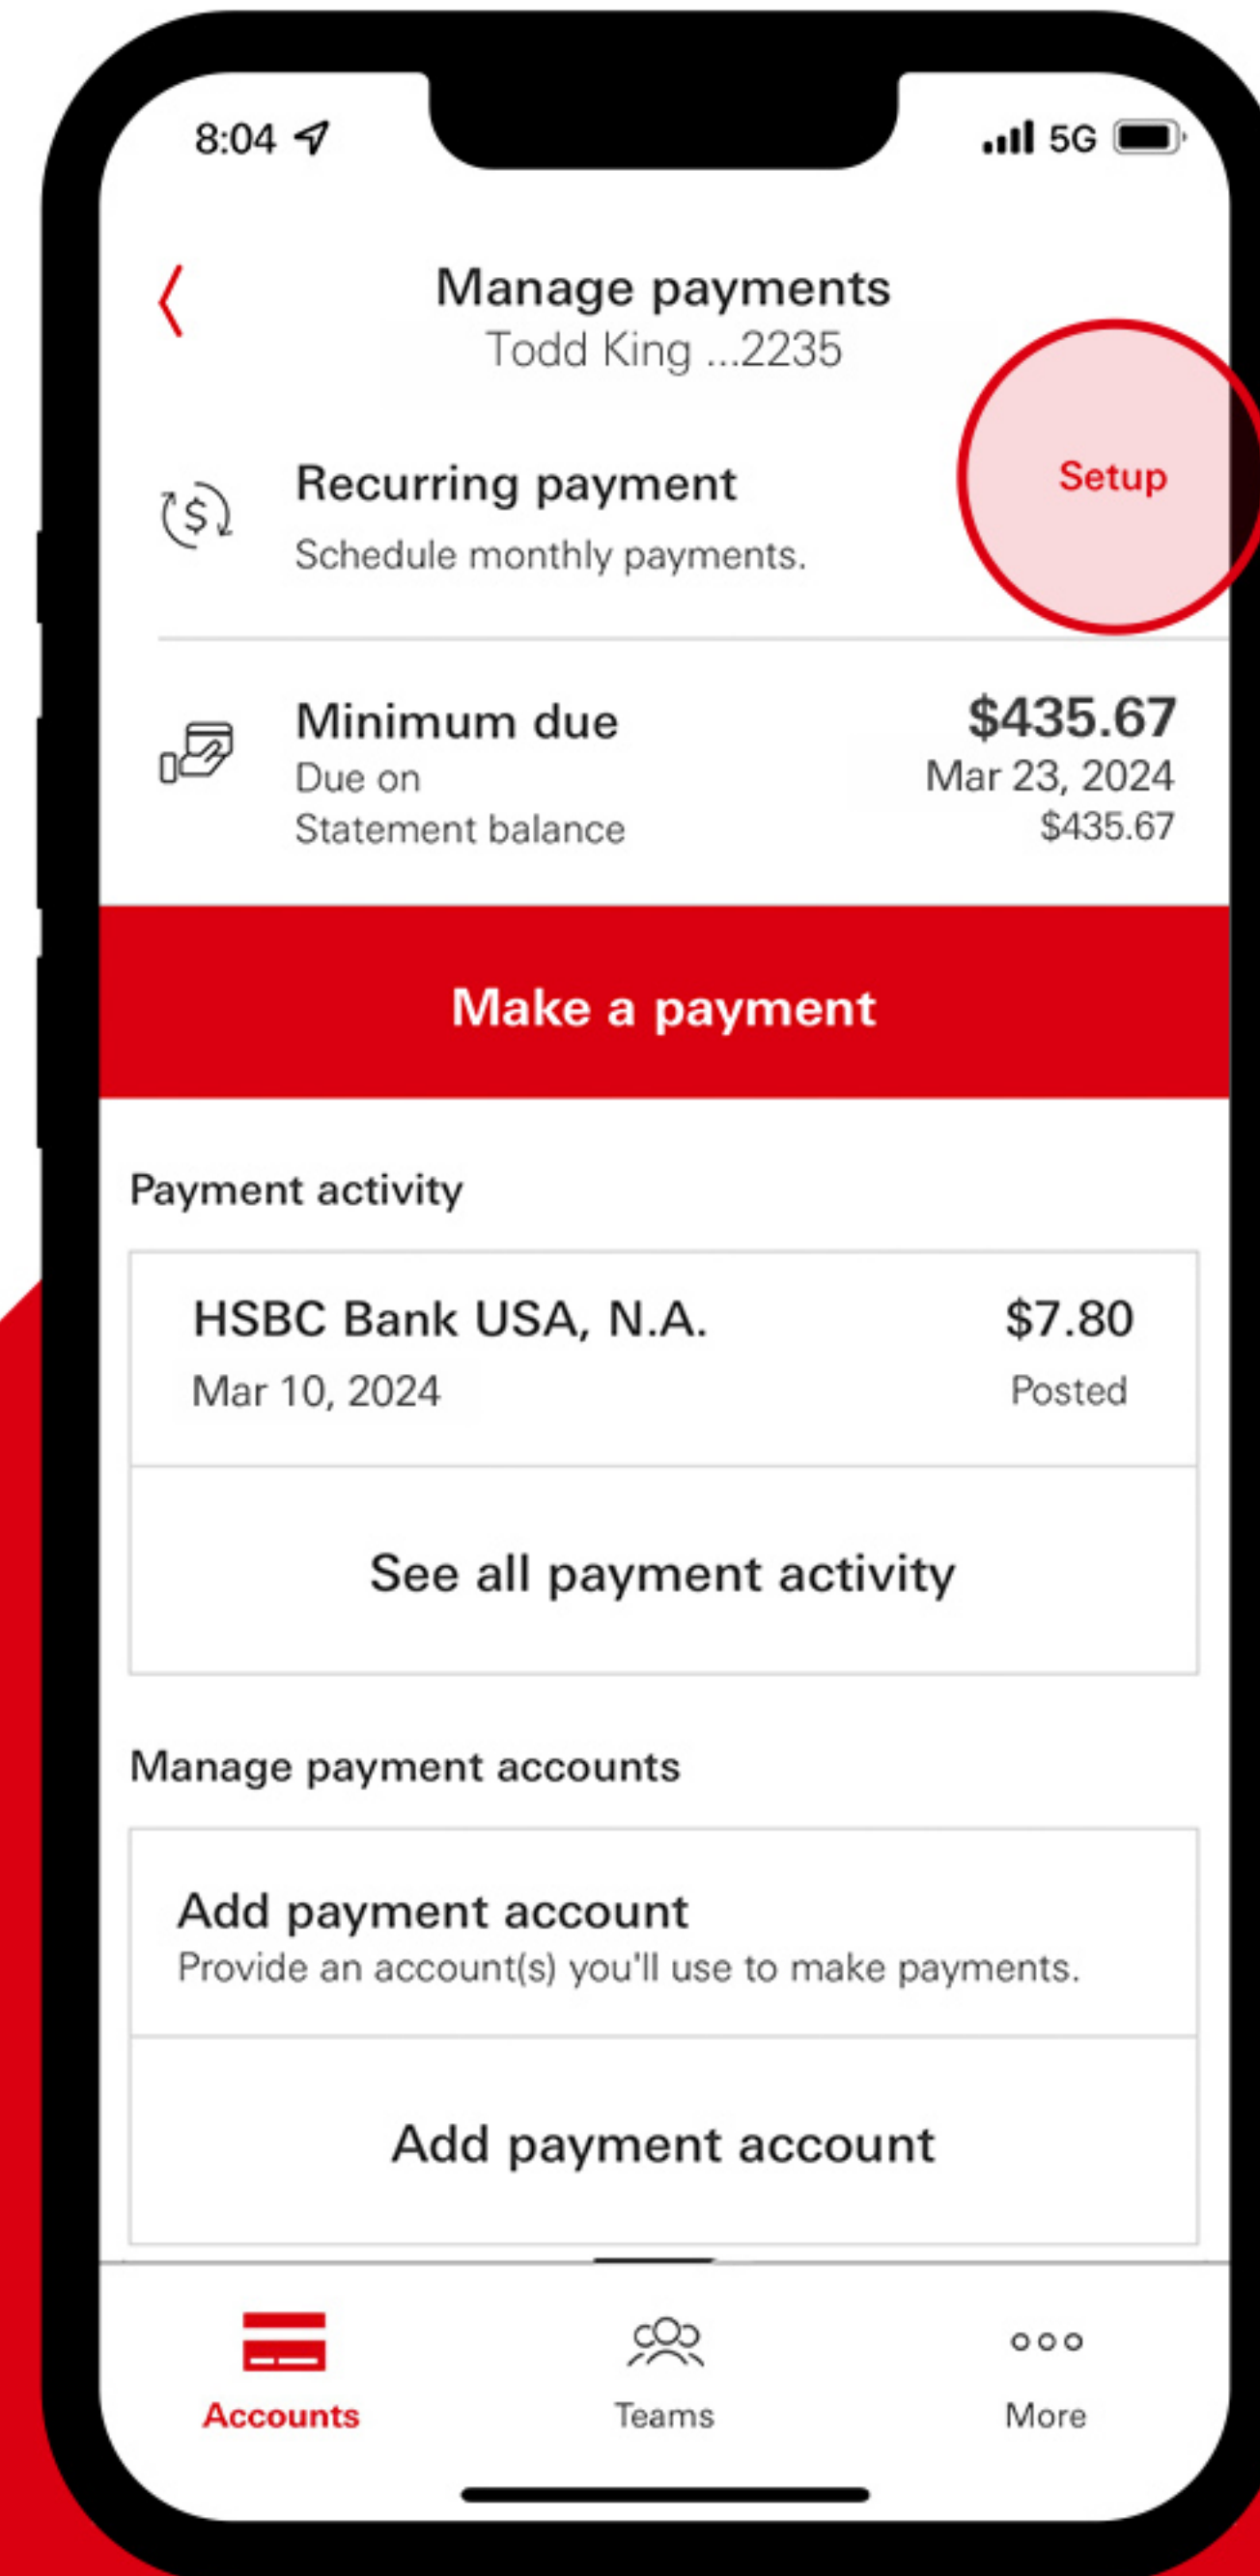 8:04
5G
Manage payments
Todd King ...2235
Recurring payment
Setup
Schedule monthly payments.
Minimum due
$435.67
Due on
Mar 23, 2024
Statement balance
$435.67
Make a payment
Payment activity
HSBC Bank USA, N.A.
$7.80
Mar 10, 2024
Posted
See all payment activity
Manage payment accounts
Add payment account
Provide an account(s) you'll use to make payments.
Add payment account
Accounts
Teams
More